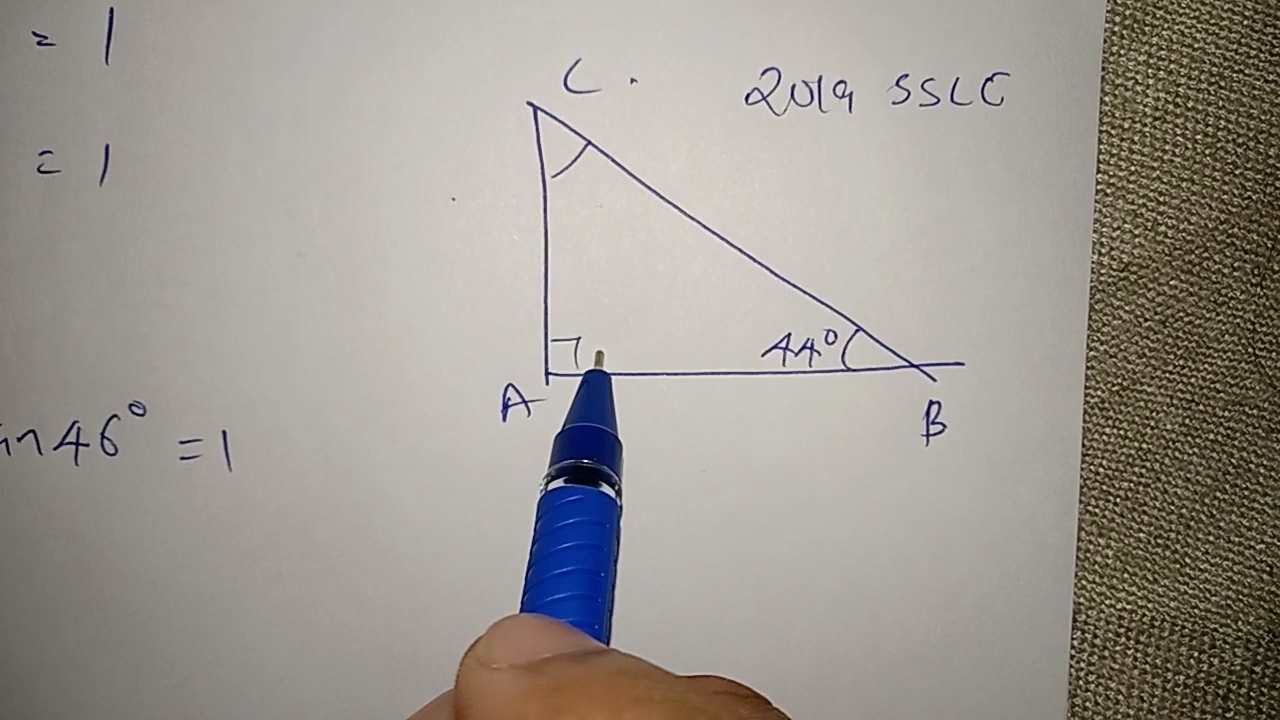 = 1
C. 2019 SSLC
= 1
44°
A B
46° = 1